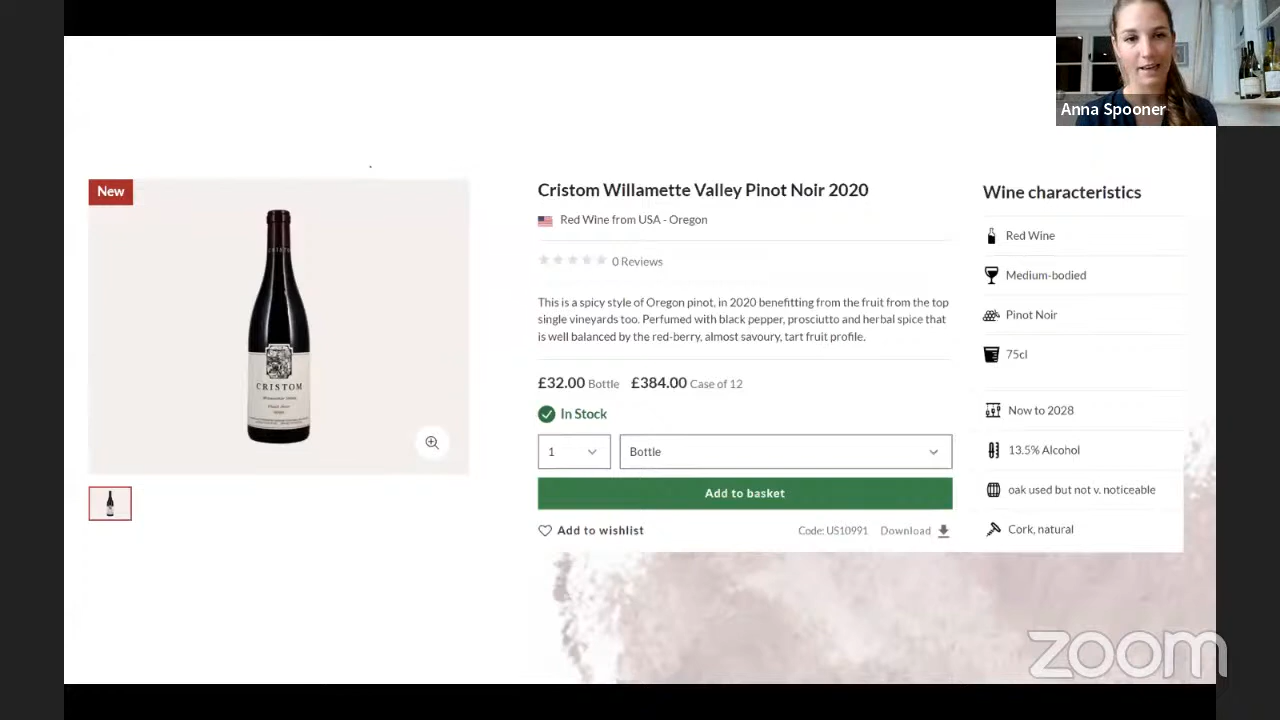 Anna Spooner
New
CRISTOM
Cristom Willamette Valley Pinot Noir 2020
Red Wine from USA - Oregon
0 Reviews
This is a spicy style of Oregon pinot, in 2020 benefitting from the fruit from the top
single vineyards too. Perfumed with black pepper, prosciutto and herbal spice that
is well balanced by the red-berry, almost savoury, tart fruit profile.
£32.00 Bottle £384.00 Case of 12
In Stock
1 Bottle
Add to basket
Add to wishlist Code: US10991 Download
Wine characteristics
Red Wine
Medium-bodied
Pinot Noir
75cl
Now to 2028
13.5% Alcohol
oak used but not v. noticeable
Cork, natural
zoom